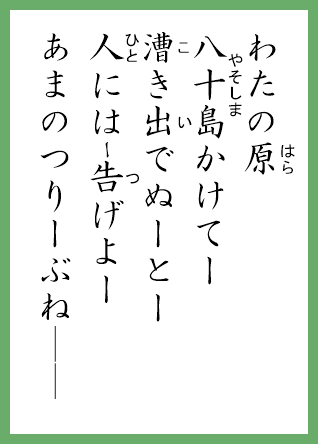 わたの原
八十島かけてー
漕き出でぬーとー
人には～告げよー
あまのつりーぶね――
はら
やそしま
こ
い
ひと
つ